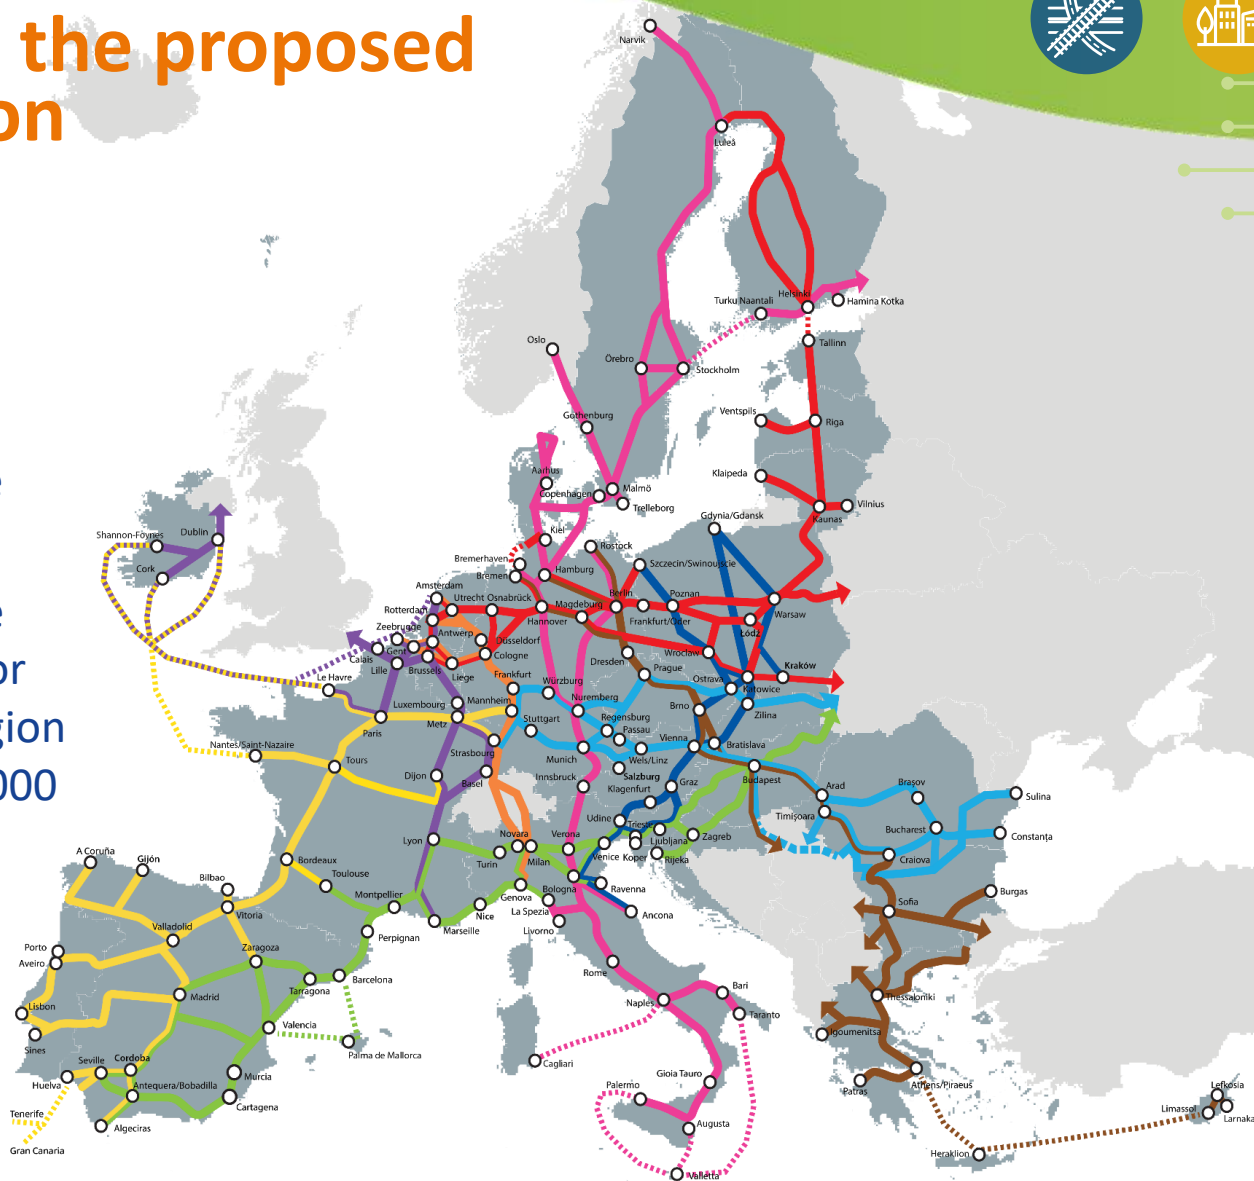 the proposed
on
e
e
or
gion
000
Narvik
Luleå
Helsinki
Turku Naantali
Hamina Kotka
Tallinn
Oslo
Örebro
Stockholm
Ventspils
Riga
Gothenburg
Klaipeda
Aarhus
Copenhagen
Malmö
Trelleborg
Vilnius
Kaunas
Gdynia/Gdansk
Shannon-Foynes
Dublin
Cork
Kiel
Rostock
Bremerhaven
Bremen
Hamburg
Szczecin/Swinoujscie
Amsterdam
Utrecht
Osnabrück
Magdeburg
Berlin
Poznan
Warsaw
Rotterdam
Hannover
Frankfurt/Oder
Łódź
Zeebrugge
Antwerp
Düsseldorf
Gent
Cologne
Calais
Lille
Brussels
Liege
Dresden
Wrocław
Prague
Kraków
Le Havre
Frankfurt
Würzburg
Ostrava
Katowice
Luxembourg
Mannheim
Nuremberg
Brno
Zilina
Paris
Metz
Stuttgart
Regensburg
Passau
Nantes/Saint-Nazaire
Strasbourg
Munich
Vienna
Bratislava
Tours
Wels/Linz
Dijon
Basel
Innsbruck
Salzburg
Klagenfurt
Graz
Budapest
Arad
Brașov
Sulina
Timișoara
Udine
Trieste
Bucharest
Constanța
Lyon
Novara
Verona
Ljubljana
Zagreb
Turin
Milan
Venice
Koper
Rijeka
Craiova
A Coruña
Gijón
Bordeaux
Bilbao
Toulouse
Bologna
Ravenna
Burgas
Vitoria
Montpellier
Genova
La Spezia
Nice
Ancona
Sofia
Valladolid
Perpignan
Marseille
Livorno
Porto
Aveiro
Zaragoza
Rome
Barcelona
Tarragona
Madrid
Bari
Naples
Taranto
Thessaloniki
Lisbon
Valencia
Igoumenitsa
Sines
Palma de Mallorca
Cagliari
Seville
Cordoba
Huelva
Antequera/Bobadilla
Murcia
Gioia Tauro
Palermo
Patras
Athens/Piraeus
Lefkosia
Tenerife
Cartagena
Limassol
Larnaka
Algeciras
Augusta
Gran Canaria
Heraklion
Valletta